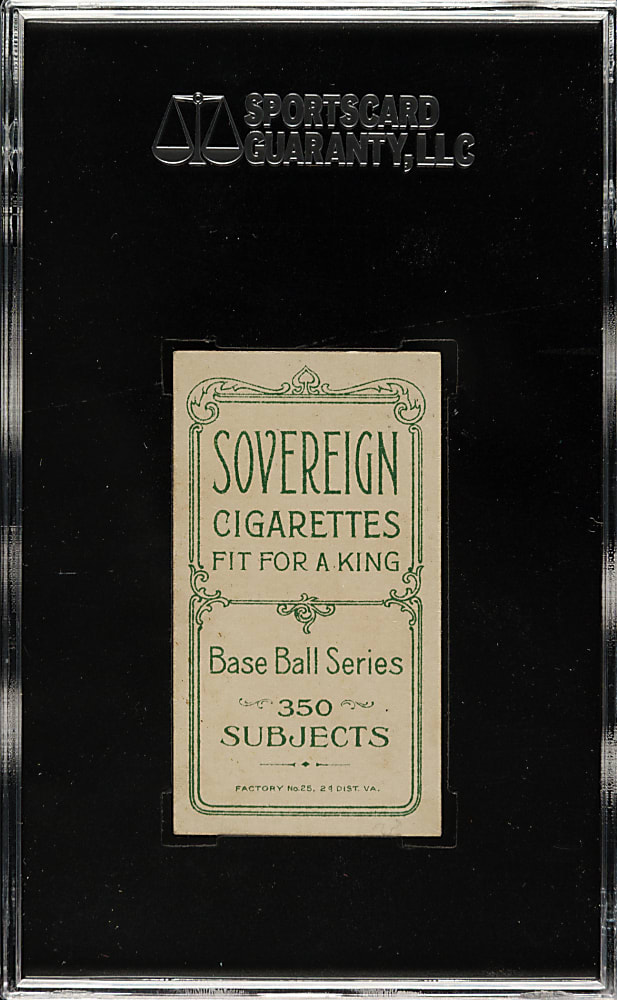 SPORTSCARD
GUARANTY, LLC
SOVEREIGN
CIGARETTES
FIT FOR A KING
Base Ball Series
350
SUBJECTS
FACTORY No. 25, 2d DIST. VA.